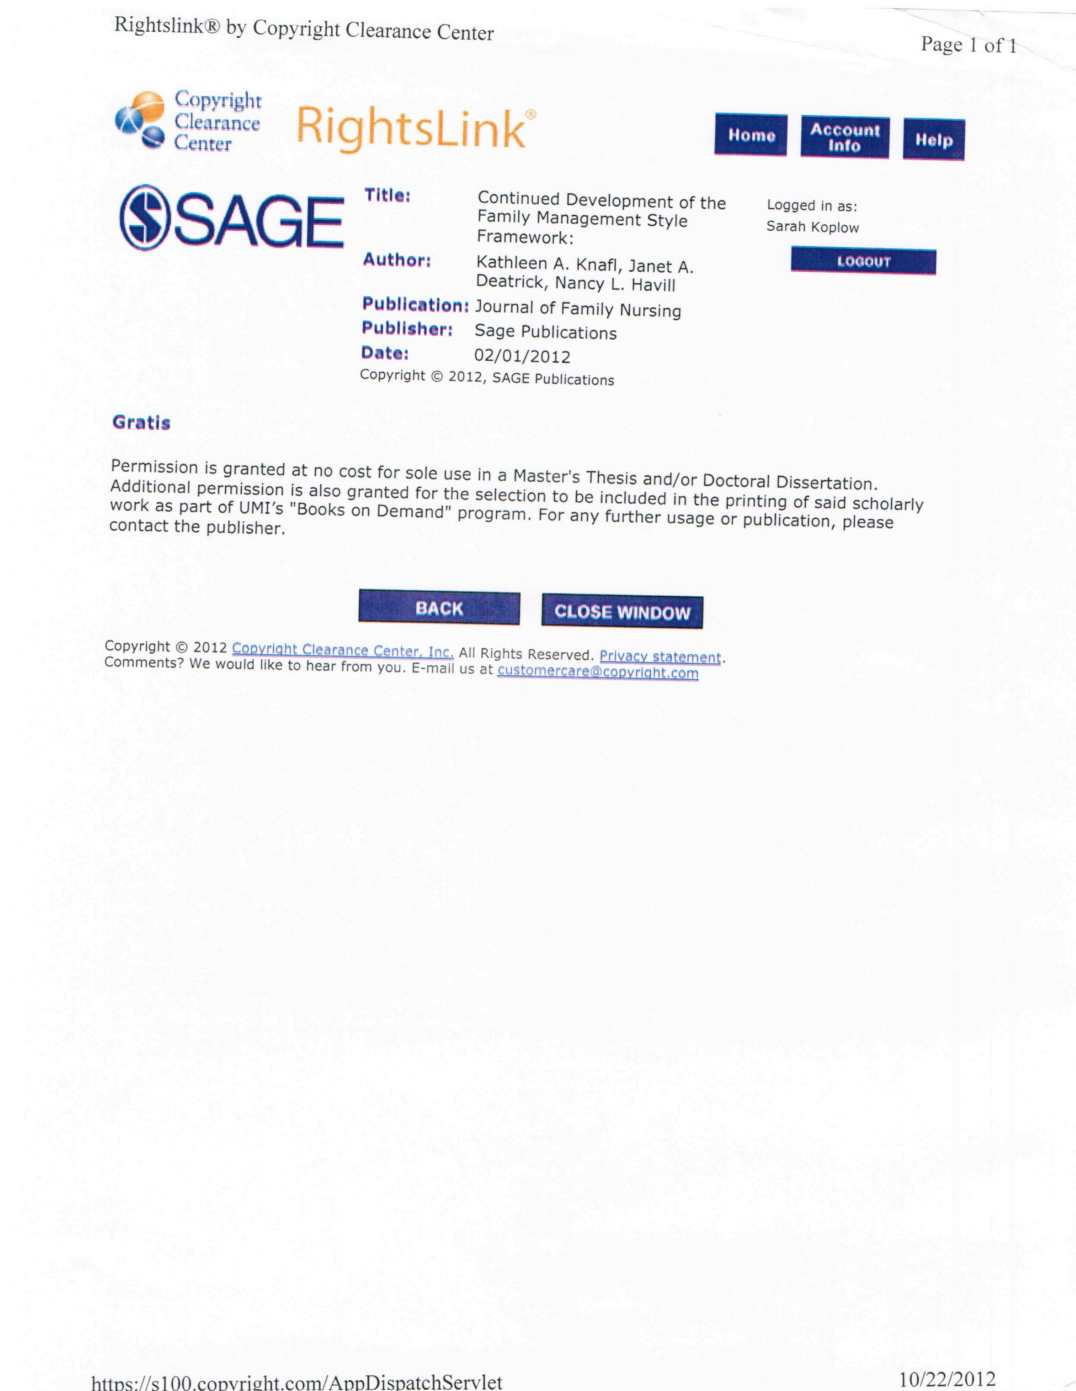 Rightslink® by Copyright Clearance Center
Page 1 of 1
Copyright
Clearance
Center
RightsLink®
Home
Account
Info
Help
SAGE
Title:
Continued Development of the
Family Management Style
Framework:
Author:
Kathleen A. Knafl, Janet A.
Deatrick, Nancy L. Havill
Publication: Journal of Family Nursing
Publisher: Sage Publications
Date: 02/01/2012
Copyright © 2012, SAGE Publications
Logged in as:
Sarah Koplow
LOGOUT
Gratis
Permission is granted at no cost for sole use in a Master's Thesis and/or Doctoral Dissertation.
Additional permission is also granted for the selection to be included in the printing of said scholarly
work as part of UMI's "Books on Demand" program. For any further usage or publication, please
contact the publisher.
BACK
CLOSE WINDOW
Copyright © 2012 Copyright Clearance Center, Inc. All Rights Reserved. Privacy statement.
Comments? We would like to hear from you. E-mail us at customercare@copyright.com
https://s100.copyright.com/AppDispatchServlet
10/22/2012